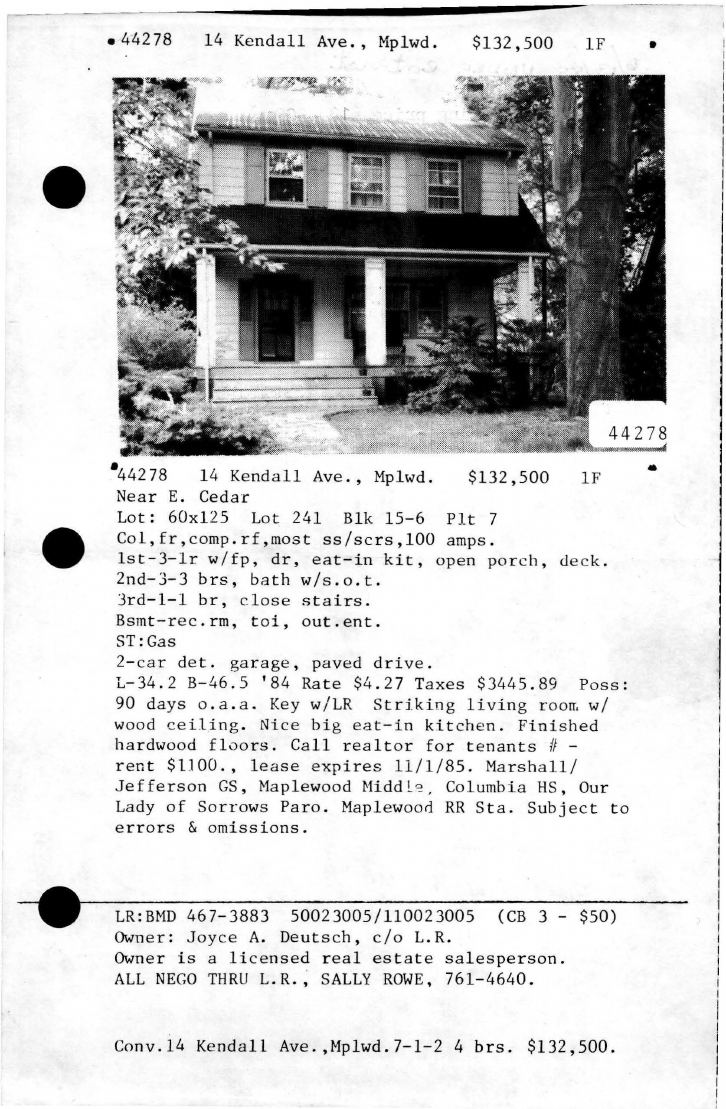 44278 14 Kendall Ave., Mplwd. $132,500 1F
44278
44278 14 Kendall Ave., Mplwd. $132,500 1F
Near E. Cedar
Lot: 60x125 Lot 241 Blk 15-6 Plt 7
Col,fr,comp.rf,most ss/scrs,100 amps.
1st-3-lr w/fp, dr, eat-in kit, open porch, deck.
2nd-3-3 brs, bath w/s.o.t.
3rd-1-1 br, close stairs.
Bsmt-rec.rm, toi, out.ent.
ST:Gas
2-car det. garage, paved drive.
L-34.2 B-46.5 '84 Rate $4.27 Taxes $3445.89 Poss:
90 days o.a.a. Key w/LR Striking living room w/
wood ceiling. Nice big eat-in kitchen. Finished
hardwood floors. Call realtor for tenants # -
rent $1100., lease expires 11/1/85. Marshall/
Jefferson GS, Maplewood Middle, Columbia HS, Our
Lady of Sorrows Paro. Maplewood RR Sta. Subject to
errors & omissions.
LR:BMD 467-3883 50023005/110023005 (CB 3 - $50)
Owner: Joyce A. Deutsch, c/o L.R.
Owner is a licensed real estate salesperson.
ALL NEGO THRU L.R., SALLY ROWE, 761-4640.
Conv.14 Kendall Ave.,Mplwd.7-1-2 4 brs. $132,500.